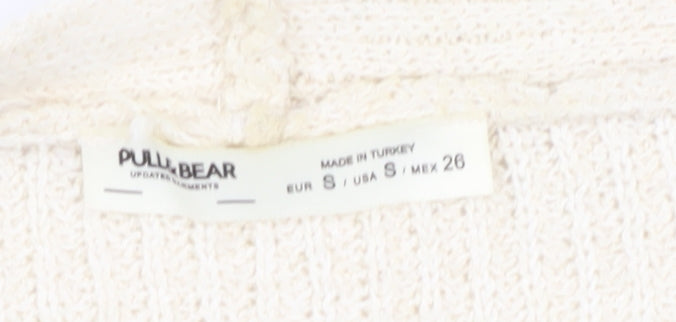 PULL&BEAR
UPDATED GARMENTS
MADE IN TURKEY
EUR S / USA S / MEX 26